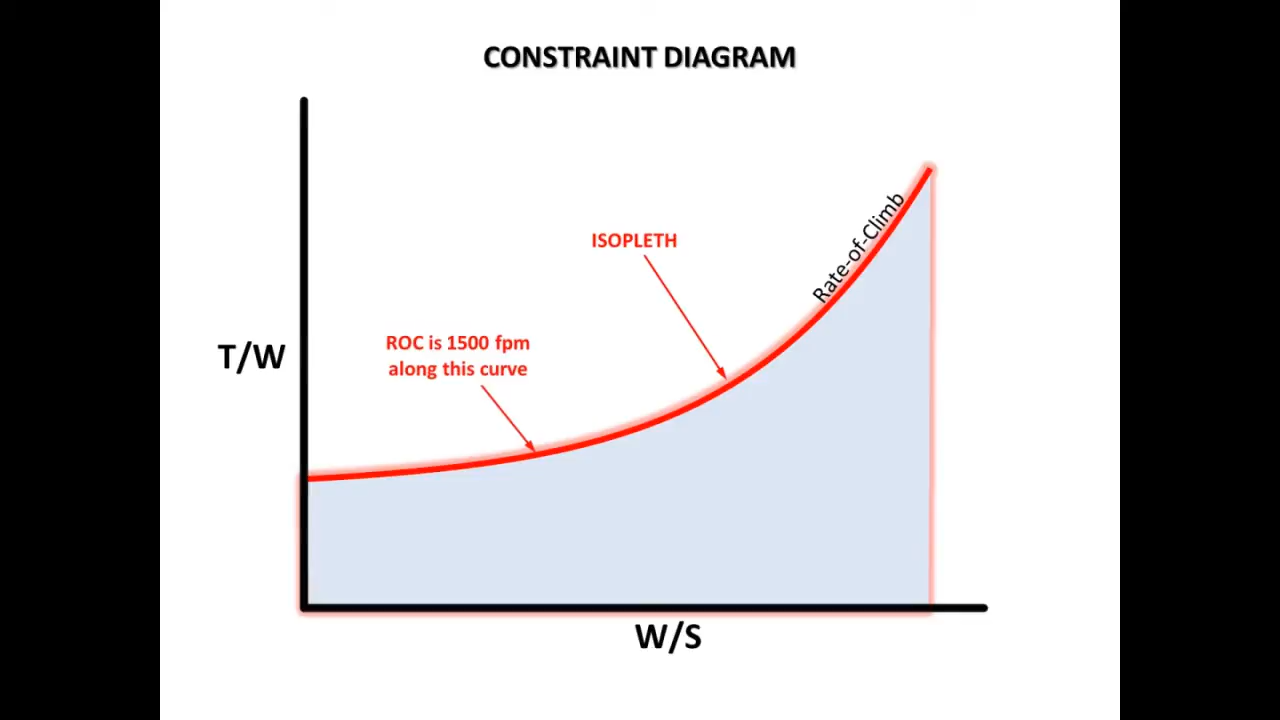 CONSTRAINT DIAGRAM
Rate-of-Climb
ISOPLETH
ROC is 1500 fpm
along this curve
T/W
W/S